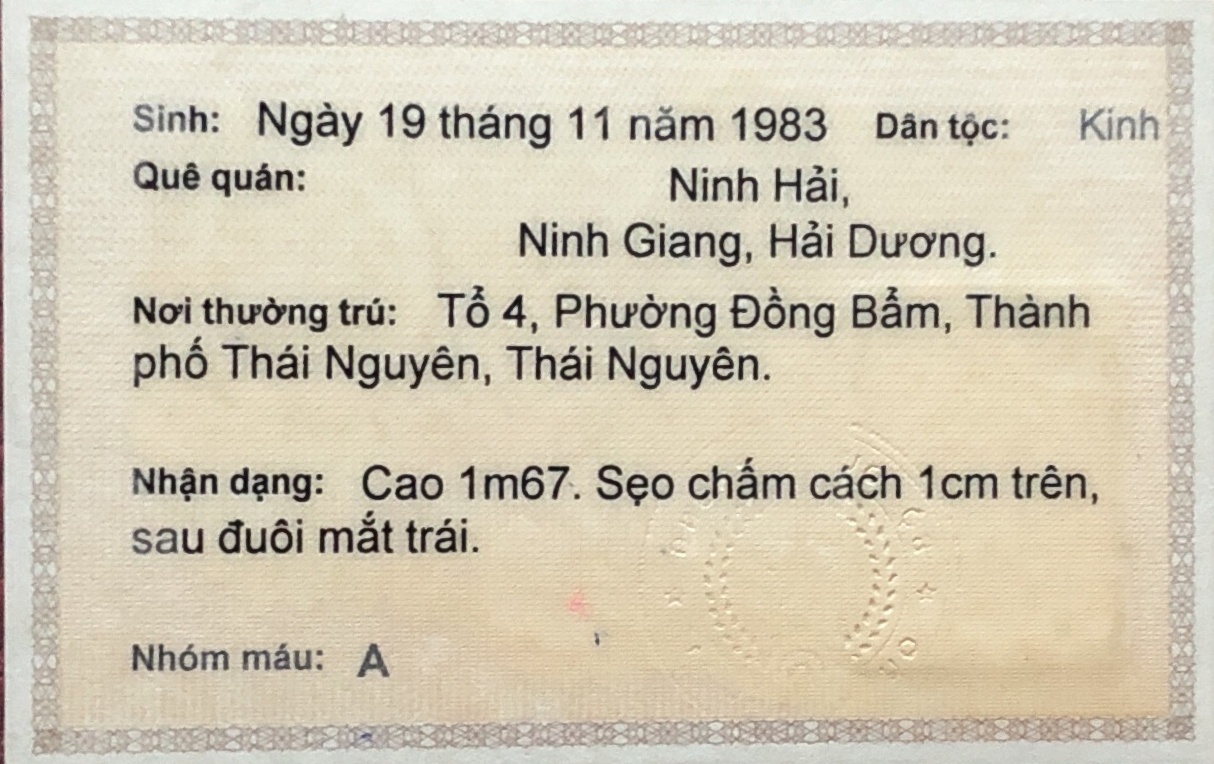 Sinh: Ngày 19 tháng 11 năm 1983 Dân tộc: Kinh
Quê quán: Ninh Hải,
Ninh Giang, Hải Dương.
Nơi thường trú: Tổ 4, Phường Đồng Bẩm, Thành
phố Thái Nguyên, Thái Nguyên.
Nhận dạng: Cao 1m67. Sẹo chấm cách 1cm trên,
sau đuôi mắt trái.
Nhóm máu: A